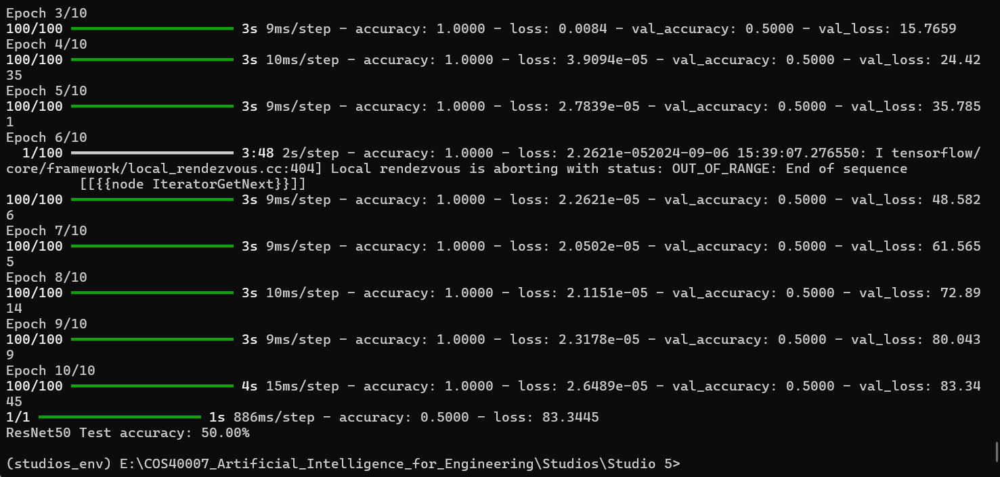 Epoch 3/10
100/100 3s 9ms/step - accuracy: 1.0000 - loss: 0.0084 - val_accuracy: 0.5000 - val_loss: 15.7659
Epoch 4/10
100/100 3s 10ms/step - accuracy: 1.0000 - loss: 3.9094e-05 - val_accuracy: 0.5000 - val_loss: 24.42
35
Epoch 5/10
100/100 3s 9ms/step - accuracy: 1.0000 - loss: 2.7839e-05 - val_accuracy: 0.5000 - val_loss: 35.785
1
Epoch 6/10
1/100 3:48 2s/step - accuracy: 1.0000 - loss: 2.2621e-052024-09-06 15:39:07.276550: I tensorflow/
core/framework/local_rendezvous.cc:404] Local rendezvous is aborting with status: OUT_OF_RANGE: End of sequence
[[{{node IteratorGetNext}}]]
100/100 3s 9ms/step - accuracy: 1.0000 - loss: 2.2621e-05 - val_accuracy: 0.5000 - val_loss: 48.582
6
Epoch 7/10
100/100 3s 9ms/step - accuracy: 1.0000 - loss: 2.0502e-05 - val_accuracy: 0.5000 - val_loss: 61.565
5
Epoch 8/10
100/100 3s 10ms/step - accuracy: 1.0000 - loss: 2.1151e-05 - val_accuracy: 0.5000 - val_loss: 72.89
14
Epoch 9/10
100/100 3s 9ms/step - accuracy: 1.0000 - loss: 2.3178e-05 - val_accuracy: 0.5000 - val_loss: 80.043
9
Epoch 10/10
100/100 4s 15ms/step - accuracy: 1.0000 - loss: 2.6489e-05 - val_accuracy: 0.5000 - val_loss: 83.34
45
1/1 1s 886ms/step - accuracy: 0.5000 - loss: 83.3445
ResNet50 Test accuracy: 50.00%
(studios_env) E:\COS40007_Artificial_Intelligence_for_Engineering\Studios\Studio 5>